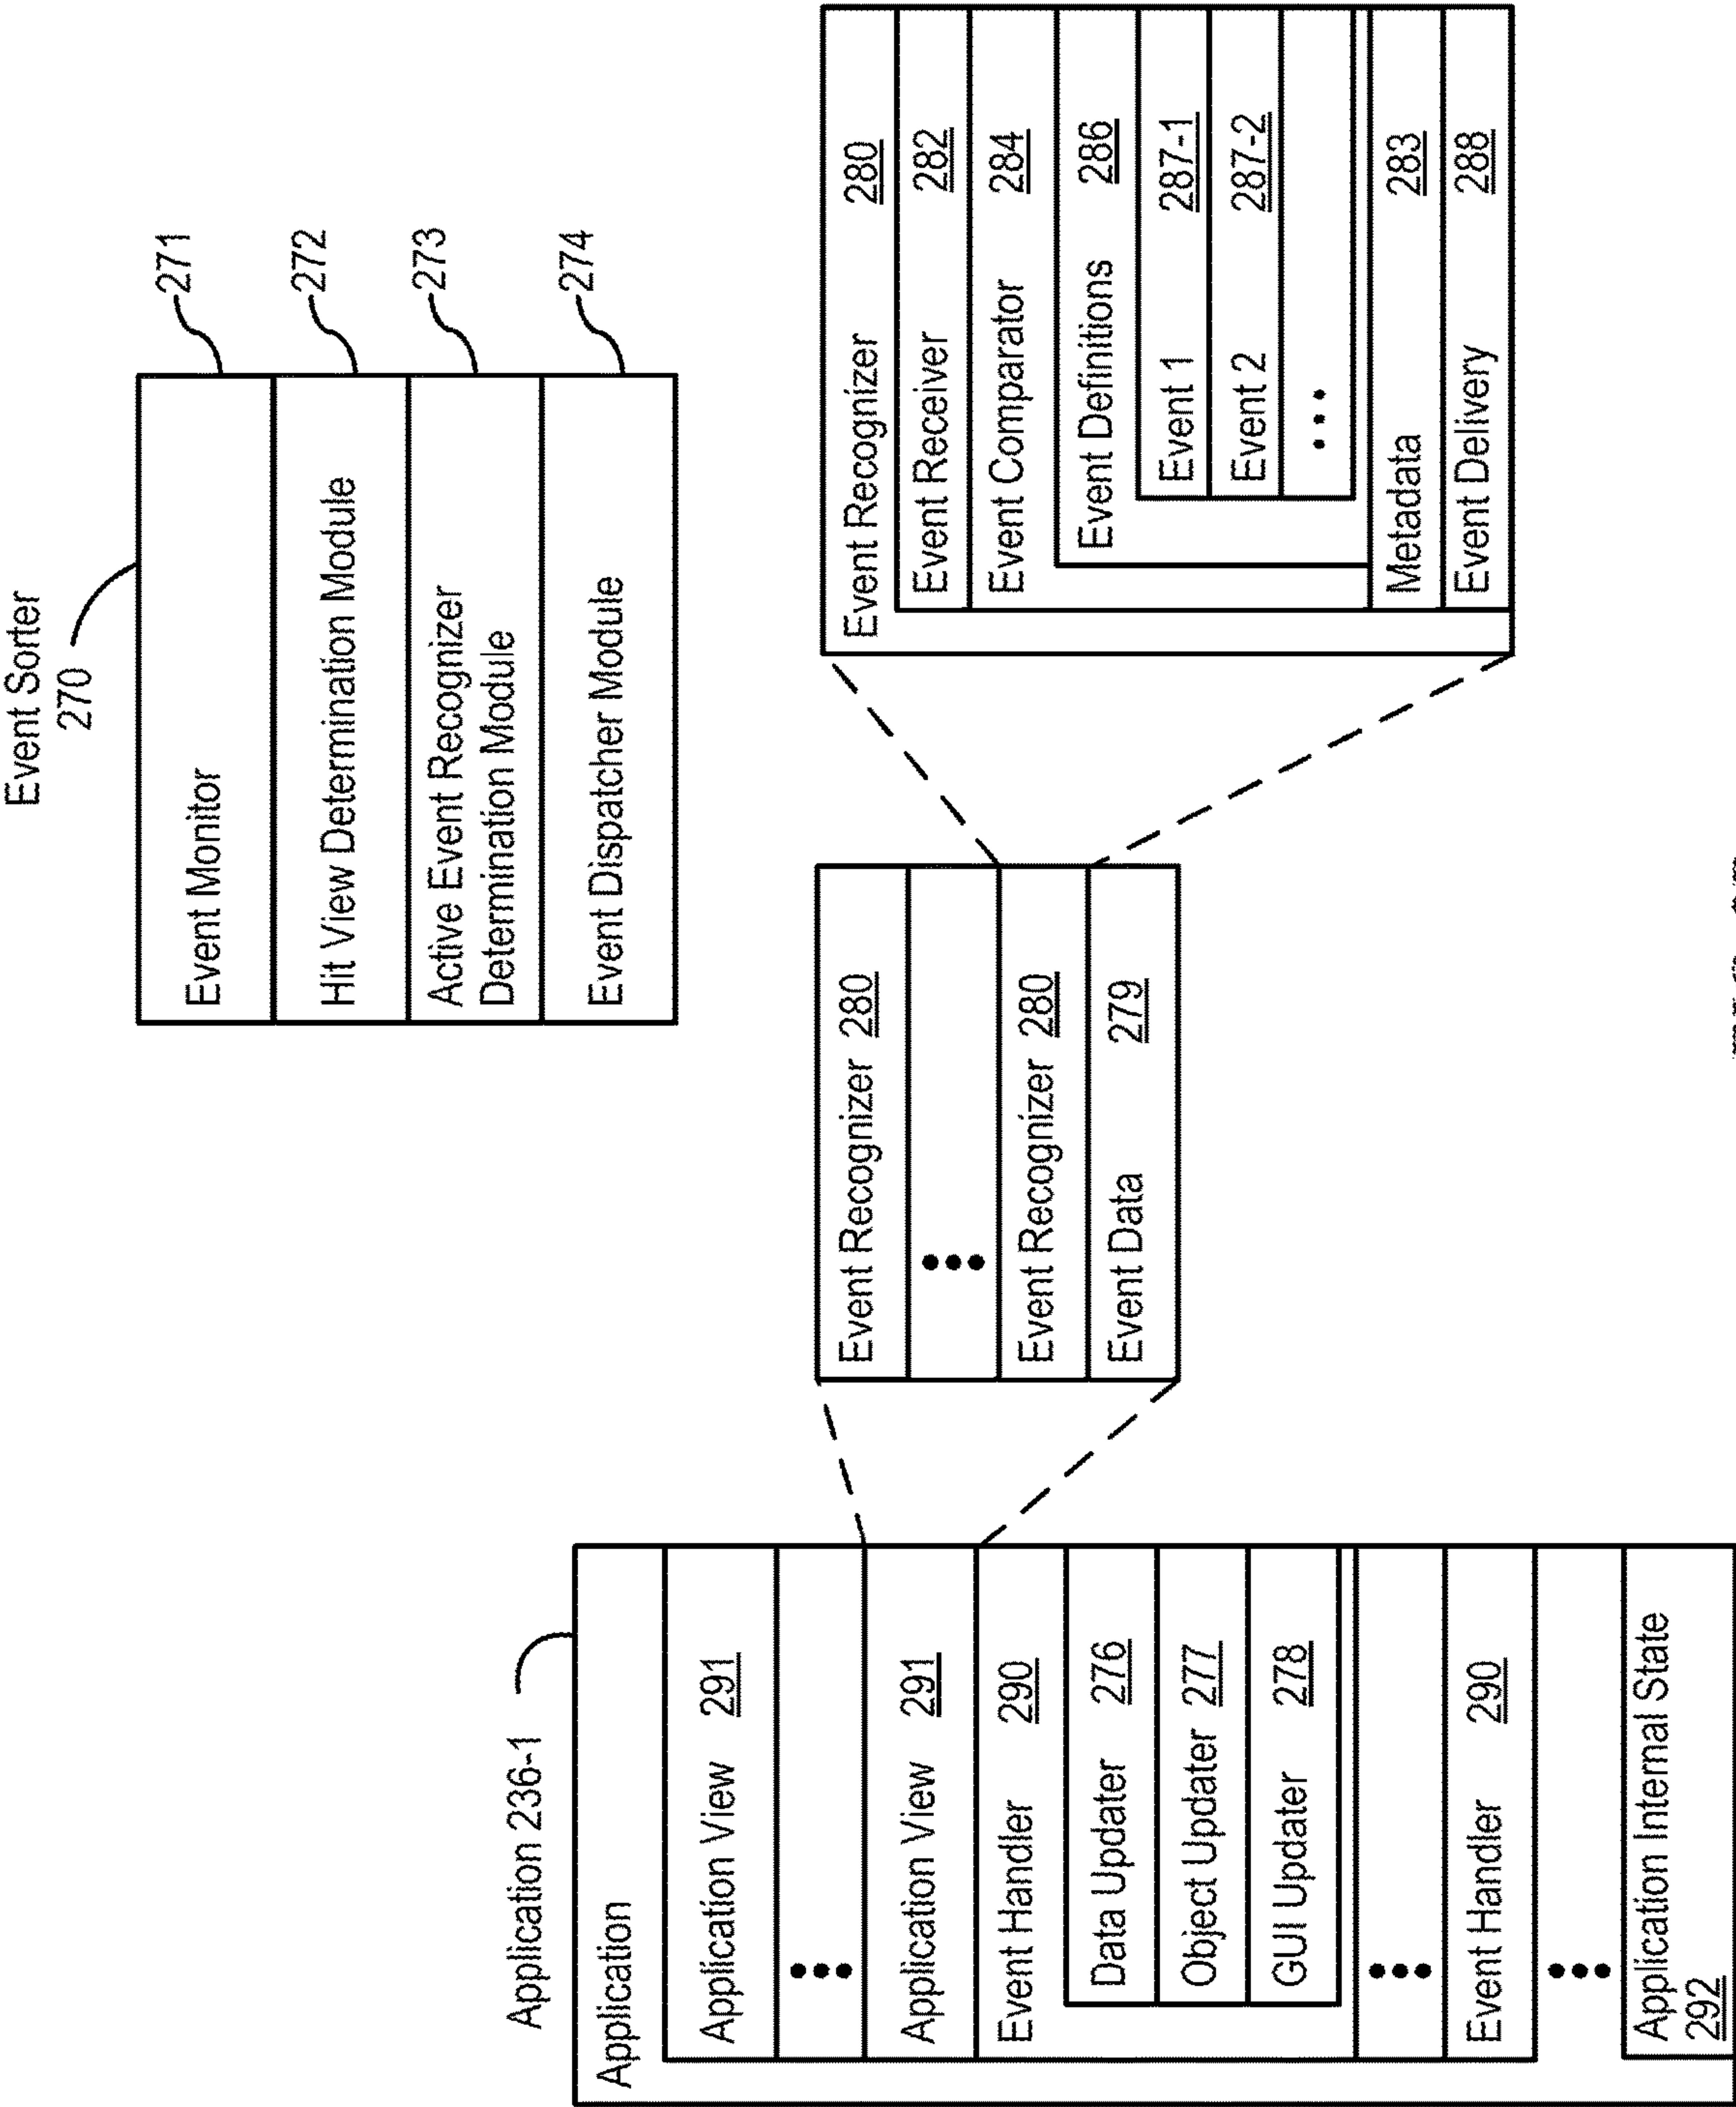 Event Sorter
270
Event Monitor
271
Hit View Determination Module
272
Active Event Recognizer
Determination Module
273
Event Dispatcher Module
274
Application 236-1
Application
Application View 291
Application View 291
Event Handler 290
Data Updater 276
Object Updater 277
GUI Updater 278
Event Handler 290
Application Internal State
292
Event Recognizer 280
Event Recognizer 280
Event Data 279
Event Recognizer 280
Event Receiver 282
Event Comparator 284
Event Definitions 286
Event 1 287-1
Event 2 287-2
Metadata 283
Event Delivery 288